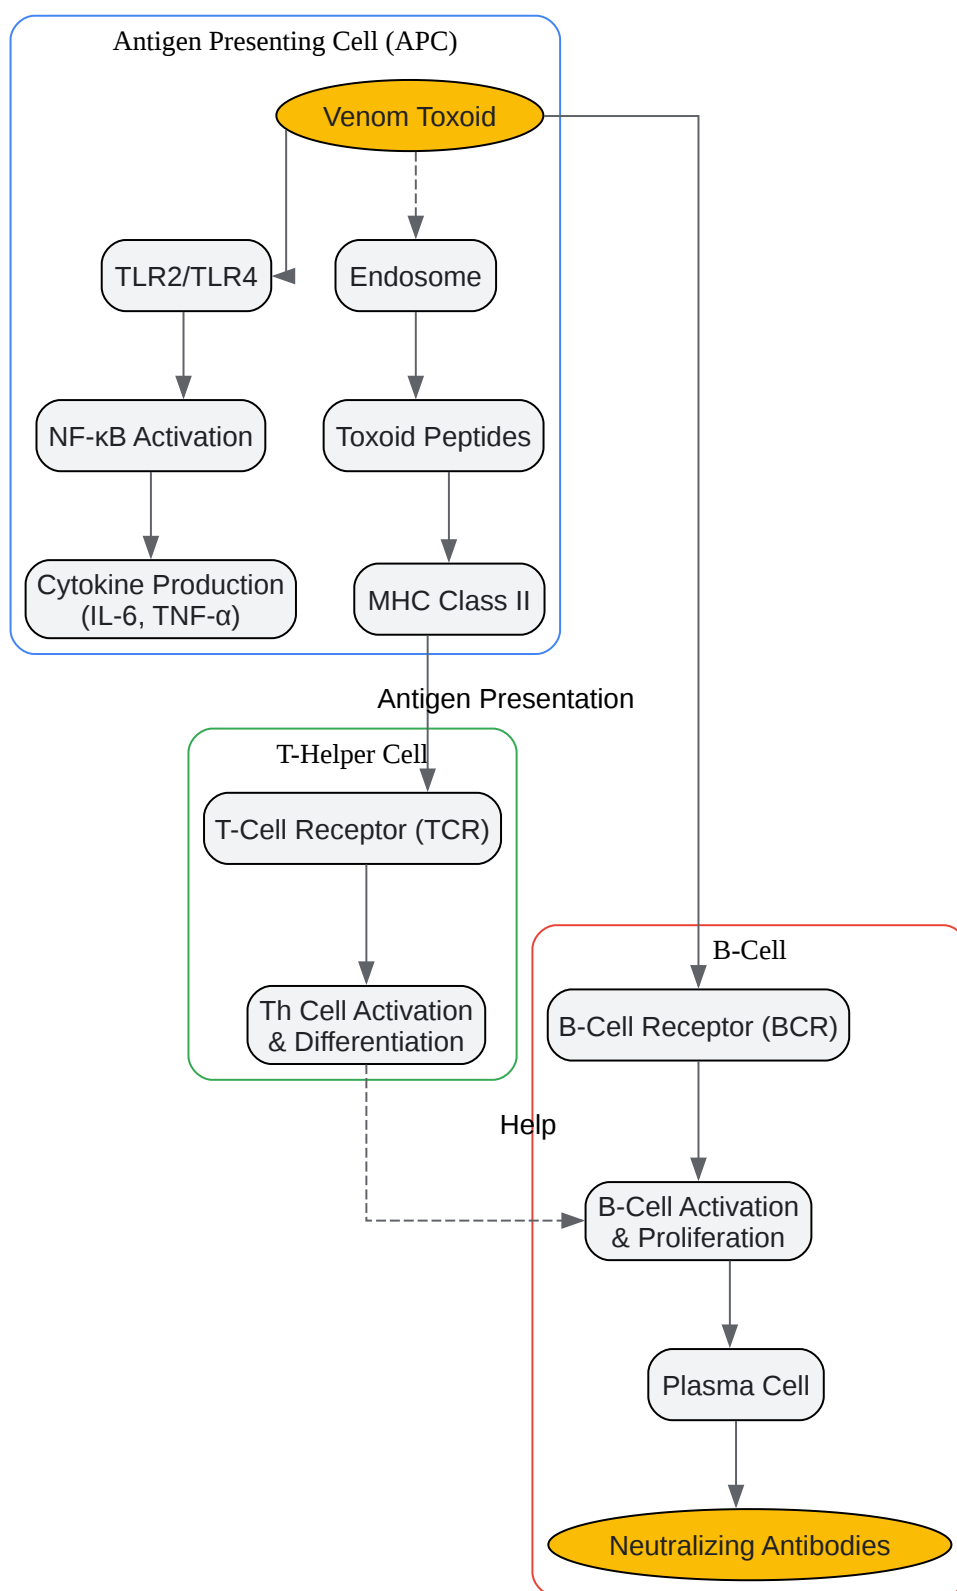 Antigen Presenting Cell (APC)
Venom Toxoid
TLR2/TLR4
Endosome
NF-κB Activation
Toxoid Peptides
Cytokine Production
(IL-6, TNF-α)
MHC Class II
Antigen Presentation
T-Helper Cell
T-Cell Receptor (TCR)
B-Cell
Th Cell Activation
& Differentiation
B-Cell Receptor (BCR)
Help
B-Cell Activation
& Proliferation
Plasma Cell
Neutralizing Antibodies